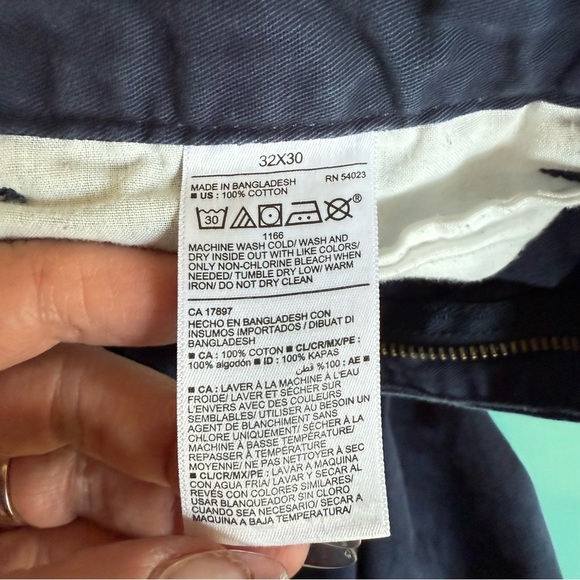 32X30
MADE IN BANGLADESH RN 54023
■ US : 100% COTTON
30 ®
1166
MACHINE WASH COLD/ WASH AND
DRY INSIDE OUT WITH LIKE COLORS/
ONLY NON-CHLORINE BLEACH WHEN
NEEDED/ TUMBLE DRY LOW/ WARM
IRON/ DO NOT DRY CLEAN
CA 17897
HECHO EN BANGLADESH CON
INSUMOS IMPORTADOS / DIBUAT DI
BANGLADESH
■ CA : 100% COTTON ■ CL/CR/MX/PE :
100% algodón ■ ID : 100% KAPAS
■ AE : 100% قطن
■ CA : LAVER À LA MACHINE À L'EAU
FROIDE/ LAVER ET SÉCHER SUR
L'ENVERS AVEC DES COULEURS
SEMBLABLES/ UTILISER AU BESOIN UN
AGENT DE BLANCHIMENT SANS
CHLORE UNIQUEMENT/ SÉCHER À LA
MACHINE À BASSE TEMPÉRATURE/
REPASSER À TEMPÉRATURE
MOYENNE/ NE PAS NETTOYER À SEC
■ CL/CR/MX/PE : LAVAR A MAQUINA
CON AGUA FRIA/ LAVAR Y SECAR AL
REVÉS CON COLORES SIMILARES/
USAR BLANQUEADOR SIN CLORO
CUANDO SEA NECESARIO/ SECAR A
MAQUINA A BAJA TEMPERATURA/